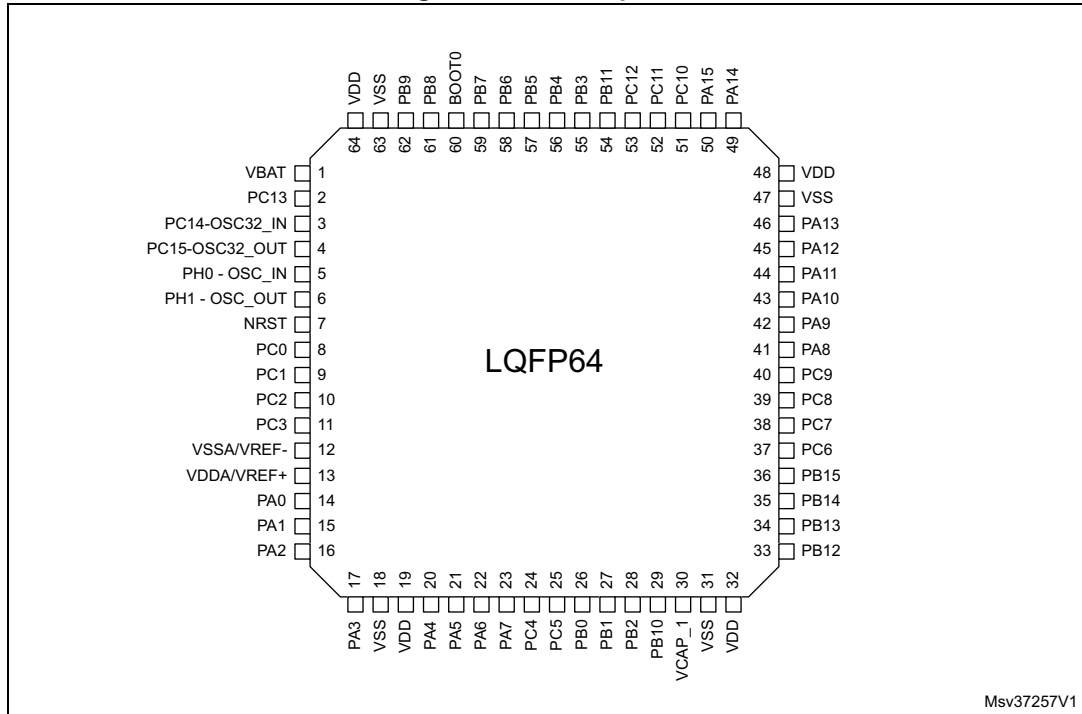 VDD VSS PB9 PB8 BOOT0 PB7 PB6 PB5 PB4 PB3 PB11 PC12 PC11 PC10 PA15 PA14
64 63 62 61 60 59 58 57 56 55 54 53 52 51 50 49
VBAT 1 48 VDD
PC13 2 47 VSS
PC14-OSC32_IN 3 46 PA13
PC15-OSC32_OUT 4 45 PA12
PH0 - OSC_IN 5 44 PA11
PH1 - OSC_OUT 6 43 PA10
NRST 7 42 PA9
PC0 8 41 PA8
LQFP64
PC1 9 40 PC9
PC2 10 39 PC8
PC3 11 38 PC7
VSSA/VREF- 12 37 PC6
VDDA/VREF+ 13 36 PB15
PA0 14 35 PB14
PA1 15 34 PB13
PA2 16 33 PB12
17 18 19 20 21 22 23 24 25 26 27 28 29 30 31 32
PA3 VSS VDD PA4 PA5 PA6 PA7 PC4 PC5 PB0 PB1 PB2 PB10 VCAP_1 VSS VDD
Msv37257V1